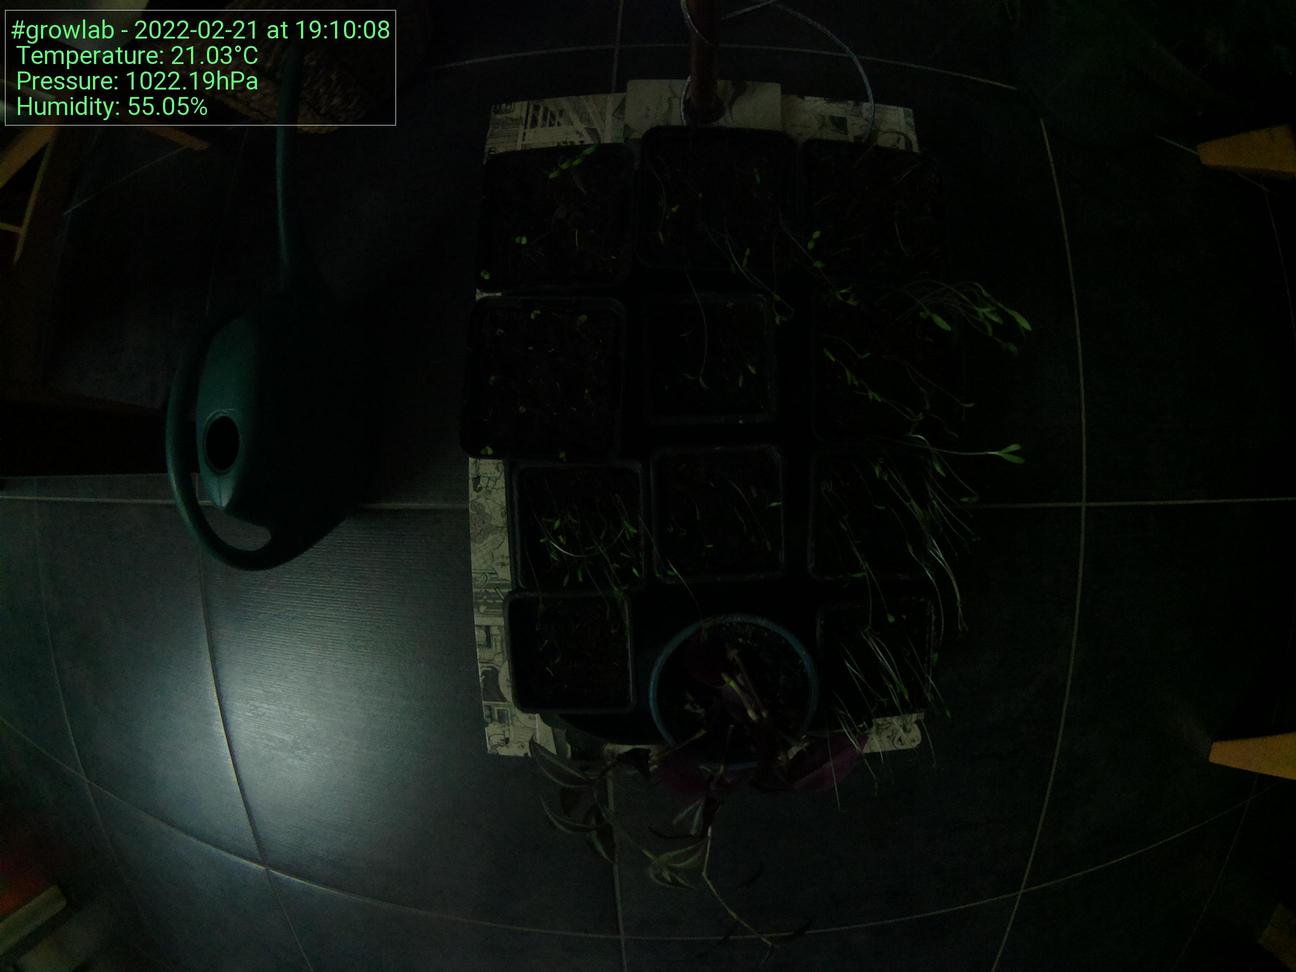 #growlab - 2022-02-21 at 19:10:08
Temperature: 21.03°C
Pressure: 1022.19hPa
Humidity: 55.05%